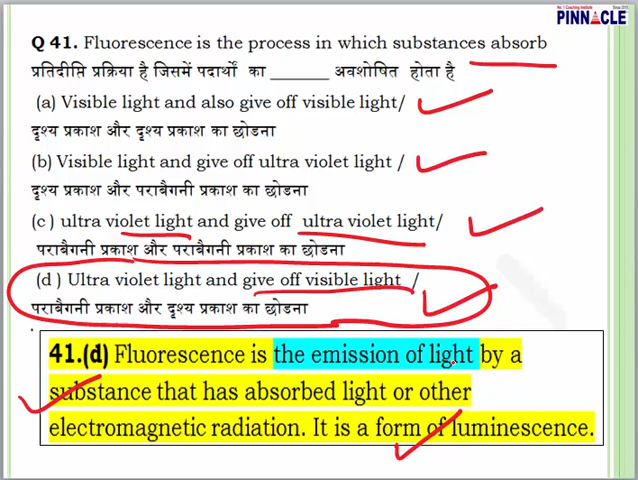 No. 1 Coaching Institute
PINNACLE
Q 41. Fluorescence is the process in which substances absorb
प्रतिदीप्ति प्रक्रिया है जिसमें पदार्थों का _______ अवशोषित होता है
(a) Visible light and also give off visible light/
दृश्य प्रकाश और दृश्य प्रकाश का छोडना
(b) Visible light and give off ultra violet light /
दृश्य प्रकाश और पराबैगनी प्रकाश का छोडना
(c ) ultra violet light and give off ultra violet light/
पराबैगनी प्रकाश और पराबैगनी प्रकाश का छोडना
(d ) Ultra violet light and give off visible light /
पराबैगनी प्रकाश और दृश्य प्रकाश का छोडना
41.(d) Fluorescence is the emission of light by a
substance that has absorbed light or other
electromagnetic radiation. It is a form of luminescence.